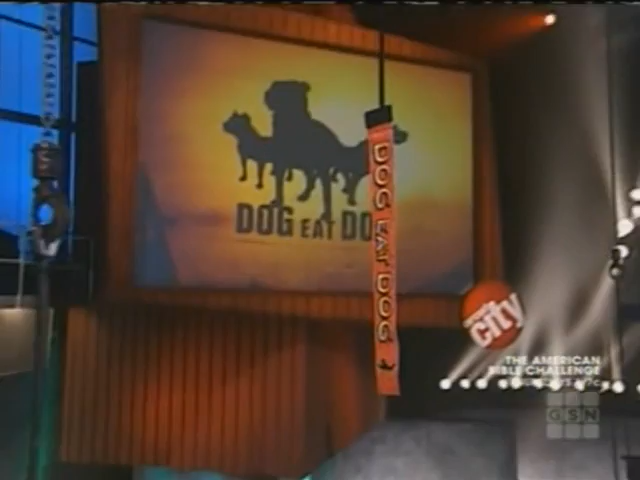 DOG EAT DO
DOG EAT DOG
city
THE AMERICAN
BIBLE CHALLENGE
GSN